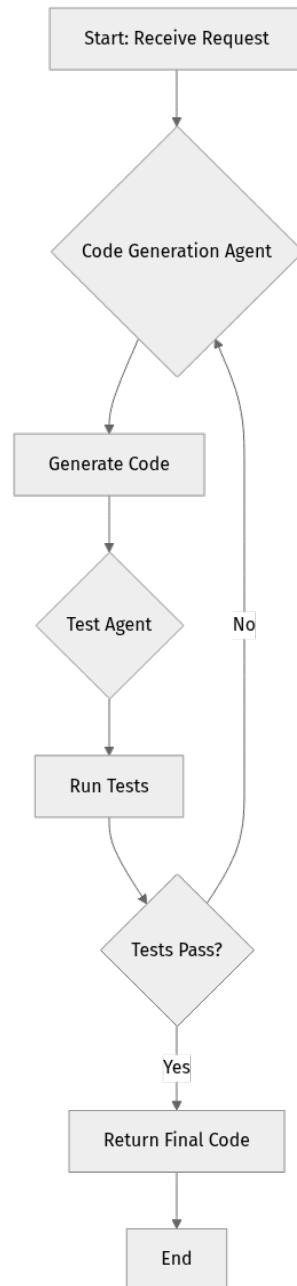 Start: Receive Request
Code Generation Agent
Generate Code
Test Agent
No
Run Tests
Tests Pass?
Yes
Return Final Code
End